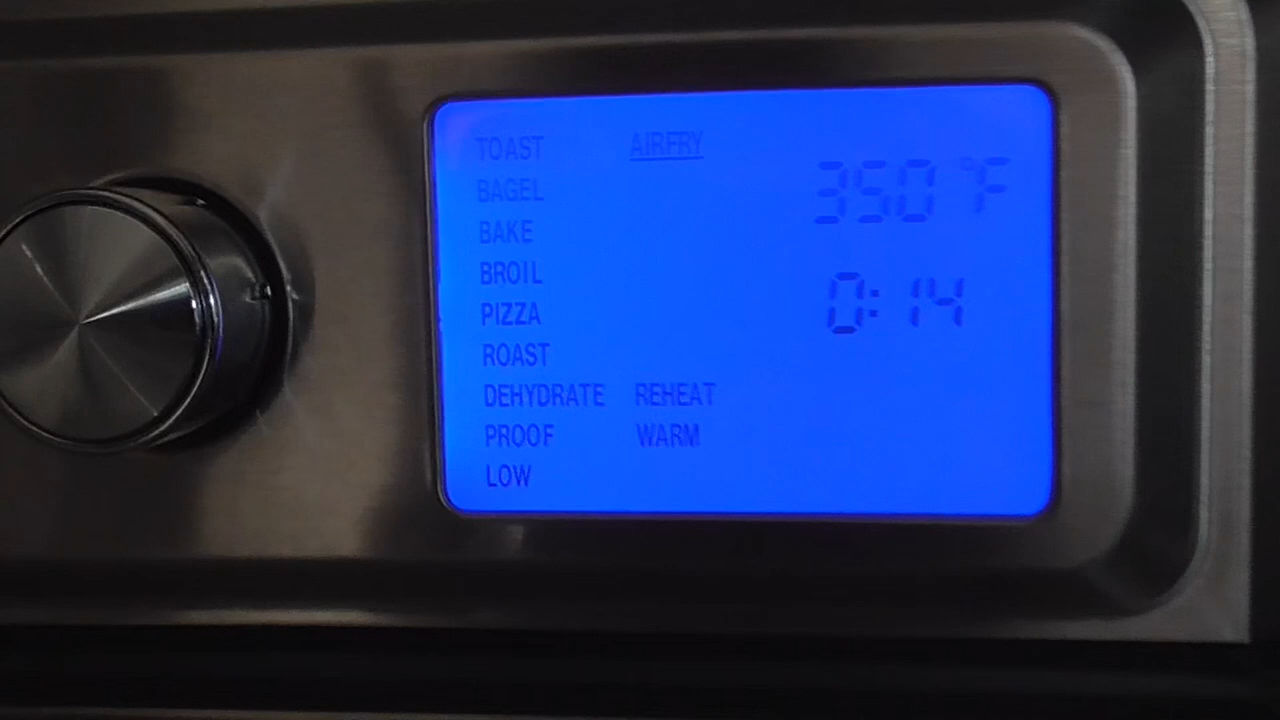 TOAST AIRFRY
BAGEL
350°F
BAKE
BROIL
0:14
PIZZA
ROAST
DEHYDRATE REHEAT
PROOF WARM
LOW